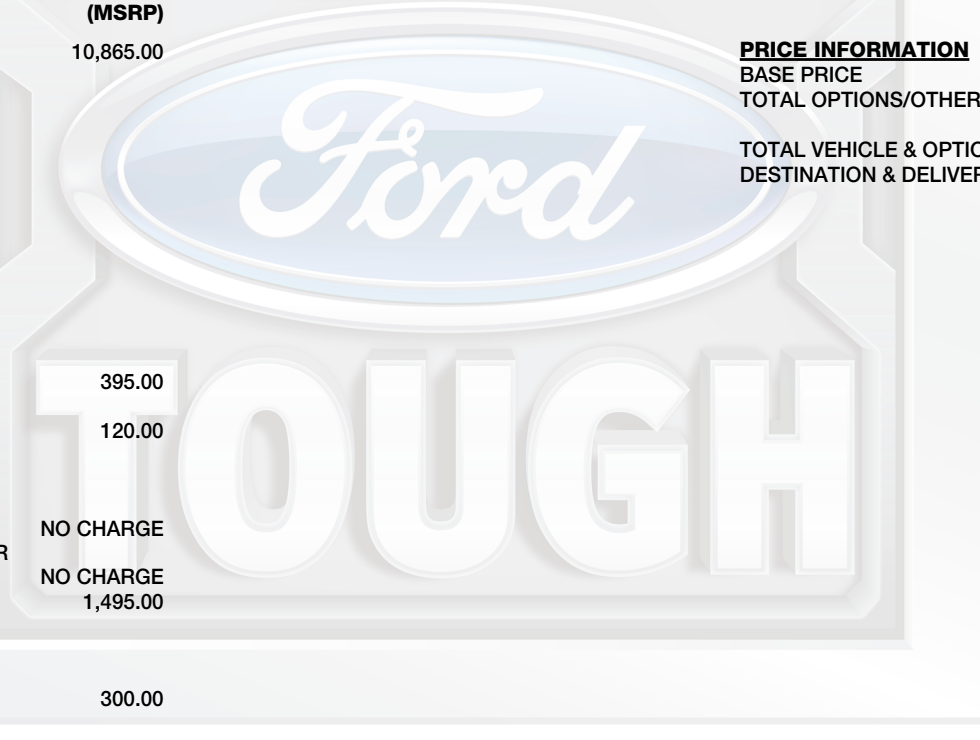 (MSRP)
10,865.00
395.00
120.00
NO CHARGE
R
NO CHARGE
1,495.00
300.00
PRICE INFORMATION
BASE PRICE
TOTAL OPTIONS/OTHER
TOTAL VEHICLE & OPTIO
DESTINATION & DELIVER
Ford
TOUGH